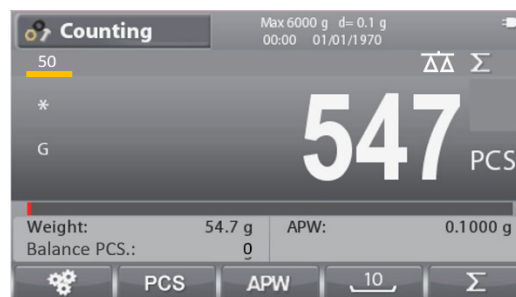 Counting
Max 6000 g d= 0.1 g
00:00 01/01/1970
50
Σ
*
G
547 PCS
Weight: 54.7 g APW: 0.1000 g
Balance PCS.: 0
PCS APW 10 Σ